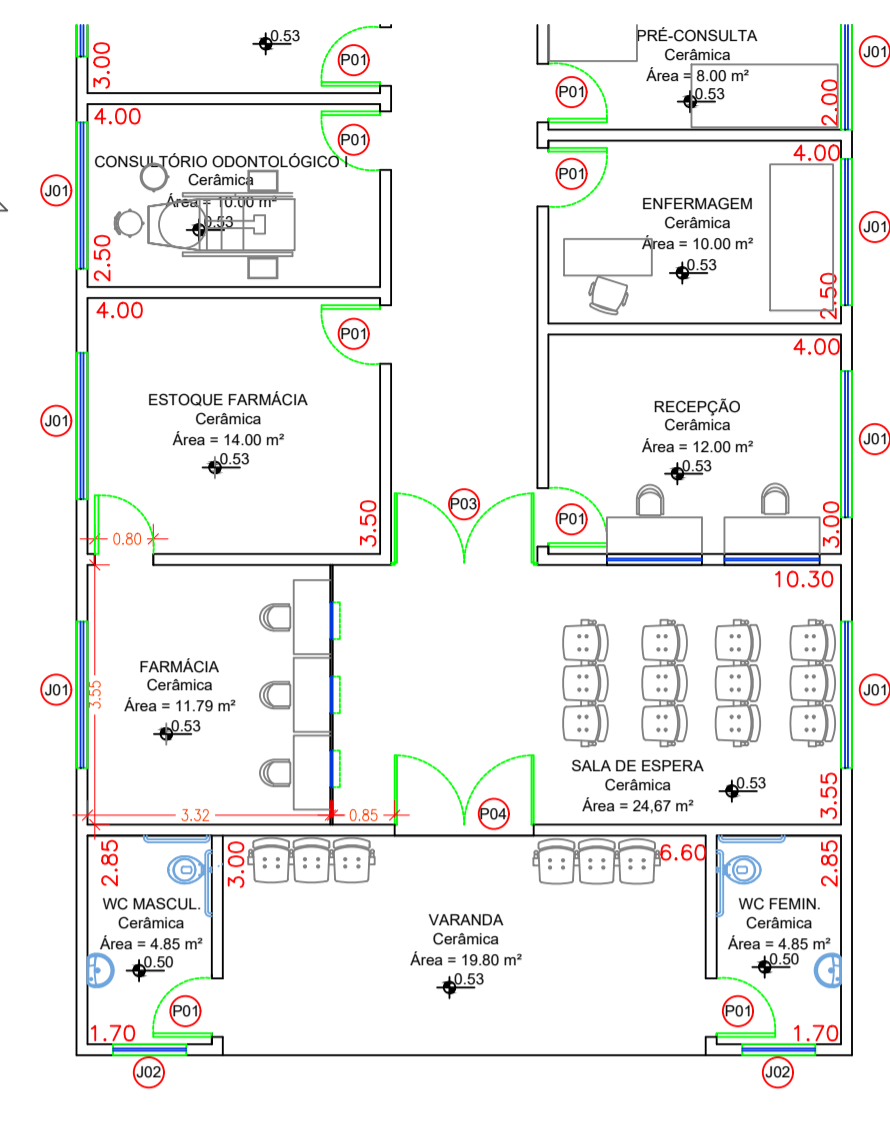 0.53
P01
3.00
PRÉ-CONSULTA
Cerâmica
Área = 8.00 m²
0.53
P01
2.00
J01
4.00
P01
CONSULTÓRIO ODONTOLÓGICO I
Cerâmica
Área = 10.00 m²
0.53
2.50
J01
4.00
P01
ENFERMAGEM
Cerâmica
Área = 10.00 m²
0.53
2.50
J01
4.00
P01
ESTOQUE FARMÁCIA
Cerâmica
Área = 14.00 m²
0.53
3.50
J01
0.80
4.00
RECEPÇÃO
Cerâmica
Área = 12.00 m²
0.53
P01
3.00
J01
P03
10.30
FARMÁCIA
Cerâmica
Área = 11.79 m²
0.53
3.55
J01
3.32
0.85
SALA DE ESPERA
Cerâmica
Área = 24,67 m²
0.53
3.55
J01
P04
2.85
WC MASCUL.
Cerâmica
Área = 4.85 m²
0.50
P01
1.70
J02
3.00
6.60
VARANDA
Cerâmica
Área = 19.80 m²
0.53
2.85
WC FEMIN.
Cerâmica
Área = 4.85 m²
0.50
P01
1.70
J02